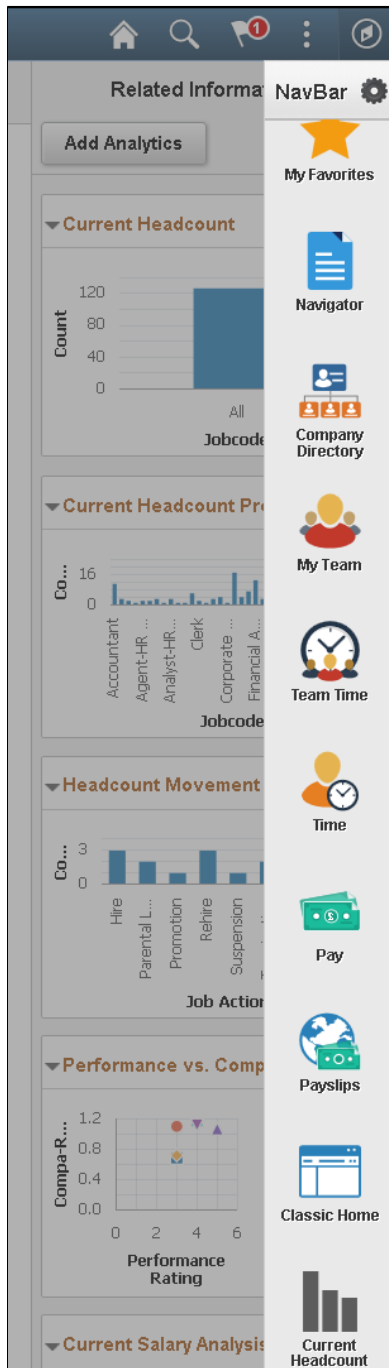 1
Related Informa
NavBar
Add Analytics
My Favorites
Current Headcount
120
80
40
0
Count
All
Jobcode
Navigator
Company
Directory
Current Headcount Pr
Co...
16
0
Accountant
Agent-HR ...
Analyst-HR...
Clerk
Corporate ...
Financial A...
Jobcode
My Team
Team Time
Headcount Movement
Co...
3
0
Hire
Parental L...
Promotion
Rehire
Suspension
Job Action
Time
Pay
Performance vs. Comp
Compa-R...
1.2
0.8
0.4
0.0
0 2 4 6
Performance
Rating
Payslips
Classic Home
Current Salary Analysis
Current
Headcount